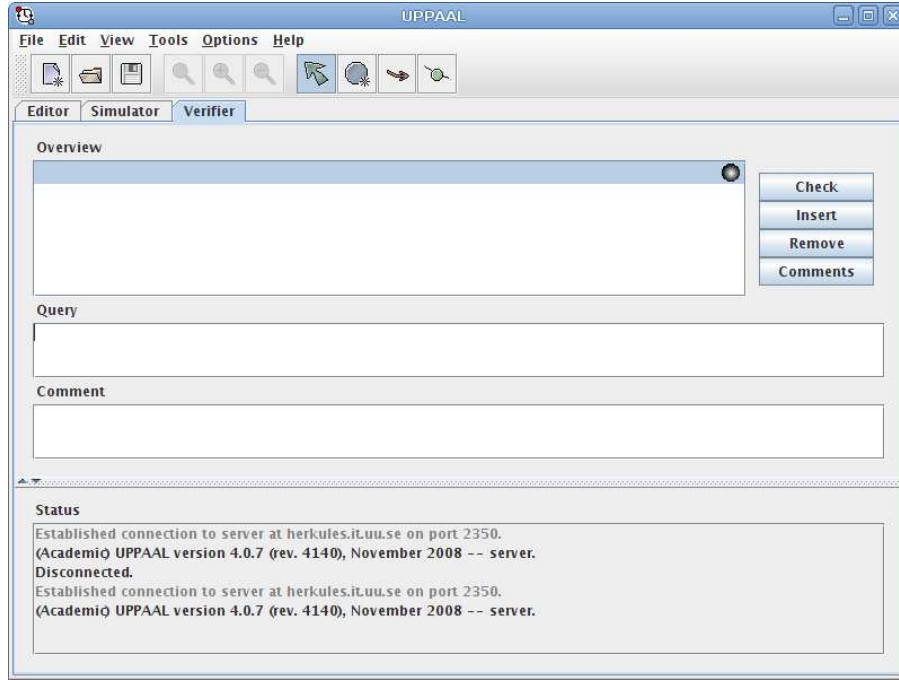 UPPAAL
File Edit View Tools Options Help
Editor Simulator Verifier
Overview
Check
Insert
Remove
Comments
Query
Comment
Status
Established connection to server at herkules.it.uu.se on port 2350.
(Academic) UPPAAL version 4.0.7 (rev. 4140), November 2008 -- server.
Disconnected.
Established connection to server at herkules.it.uu.se on port 2350.
(Academic) UPPAAL version 4.0.7 (rev. 4140), November 2008 -- server.